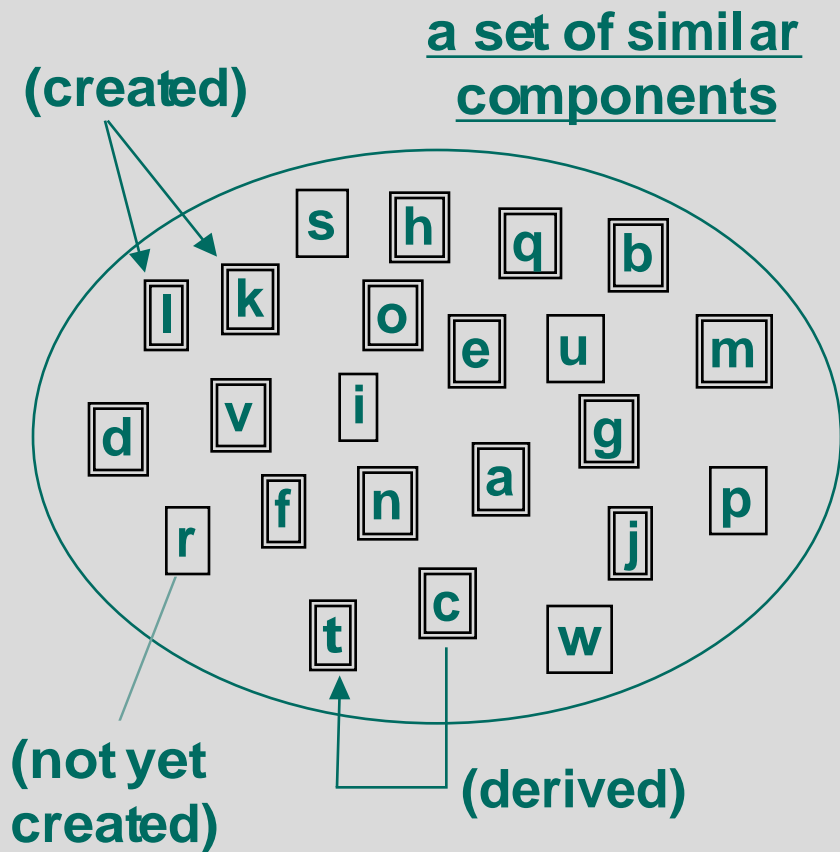 a set of similar
components
(created)
s
h
q
b
l
k
o
e
u
m
d
v
i
g
f
n
a
p
r
j
t
c
w
(not yet
created)
(derived)